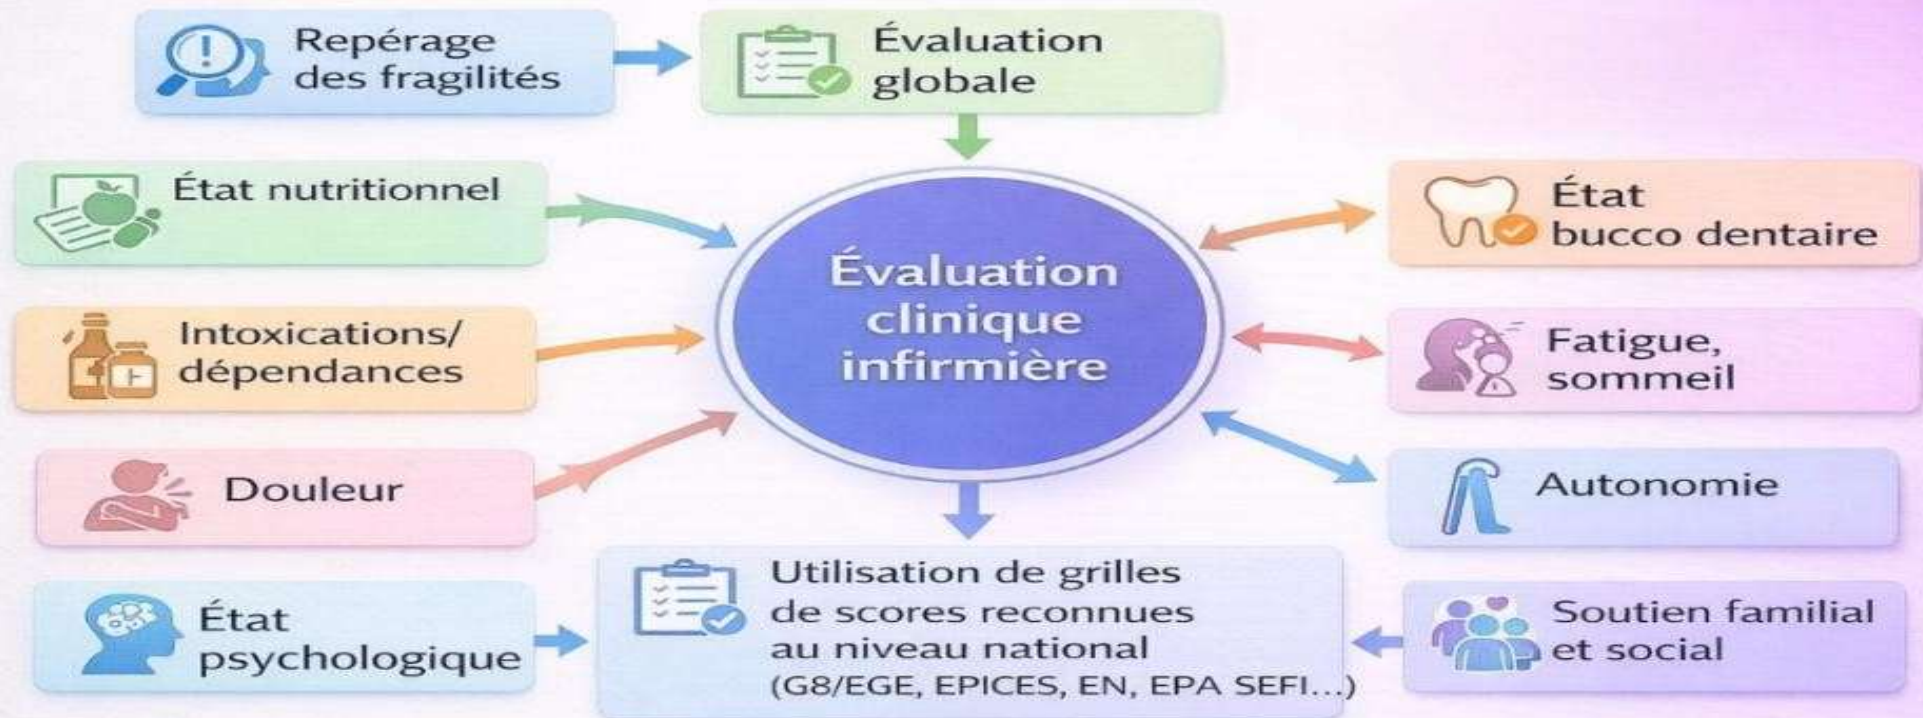 Repérage
des fragilités
Évaluation
globale
État nutritionnel
Intoxications/
dépendances
Douleur
État
psychologique
Évaluation
clinique
infirmière
État
bucco dentaire
Fatigue,
sommeil
Autonomie
Soutien familial
et social
Utilisation de grilles
de scores reconnues
au niveau national
(G8/EGE, EPICES, EN, EPA SEFI...)